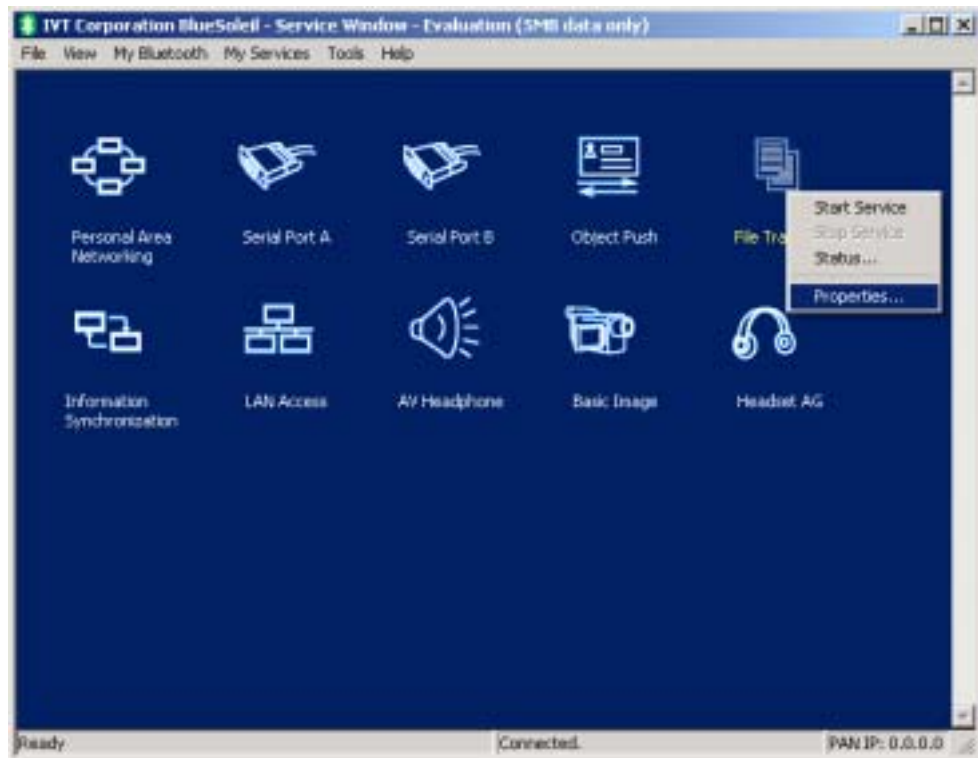 IVT Corporation BlueSoleil - Service Window - Evaluation (5MB data only)
File View My Bluetooth My Services Tools Help
Personal Area Networking
Serial Port A
Serial Port B
Object Push
File Tra
Start Service
Stop Service
Status...
Properties...
Information Synchronization
LAN Access
AV Headphone
Basic Image
Headset AG
Ready
Connected.
PAN IP: 0.0.0.0